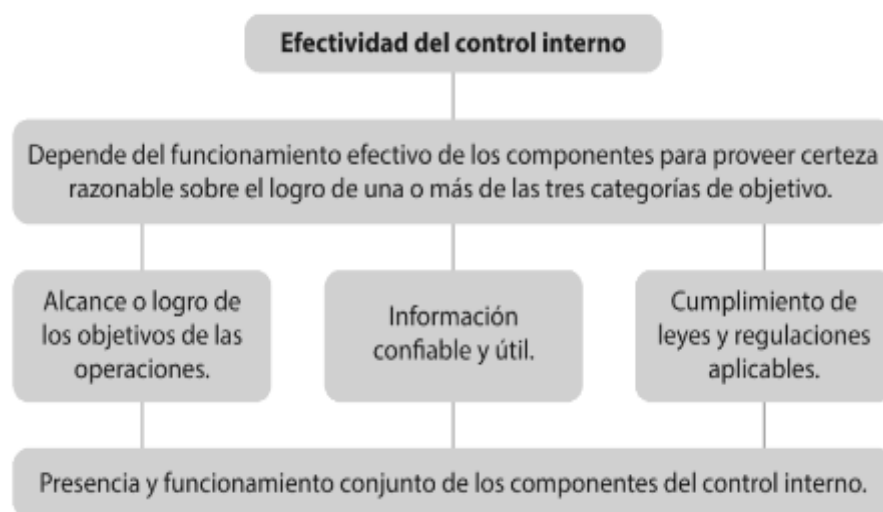 Efectividad del control interno
Depende del funcionamiento efectivo de los componentes para proveer certeza
razonable sobre el logro de una o más de las tres categorías de objetivo.
Alcance o logro de
los objetivos de las
operaciones.
Información
confiable y útil.
Cumplimiento de
leyes y regulaciones
aplicables.
Presencia y funcionamiento conjunto de los componentes del control interno.